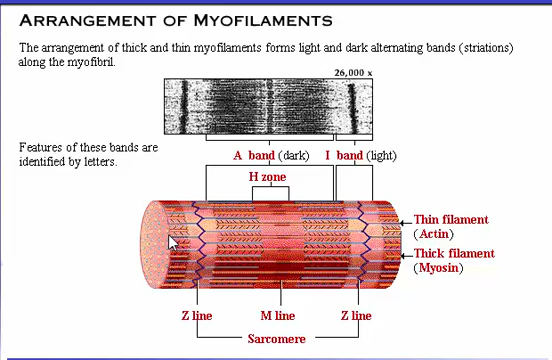 ARRANGEMENT OF MYOFILAMENTS
The arrangement of thick and thin myofilaments forms light and dark alternating bands (striations)
along the myofibril.
26,000 x
Features of these bands are
identified by letters.
A band (dark) I band (light)
H zone
Thin filament
(Actin)
Thick filament
(Myosin)
Z line M line Z line
Sarcomere